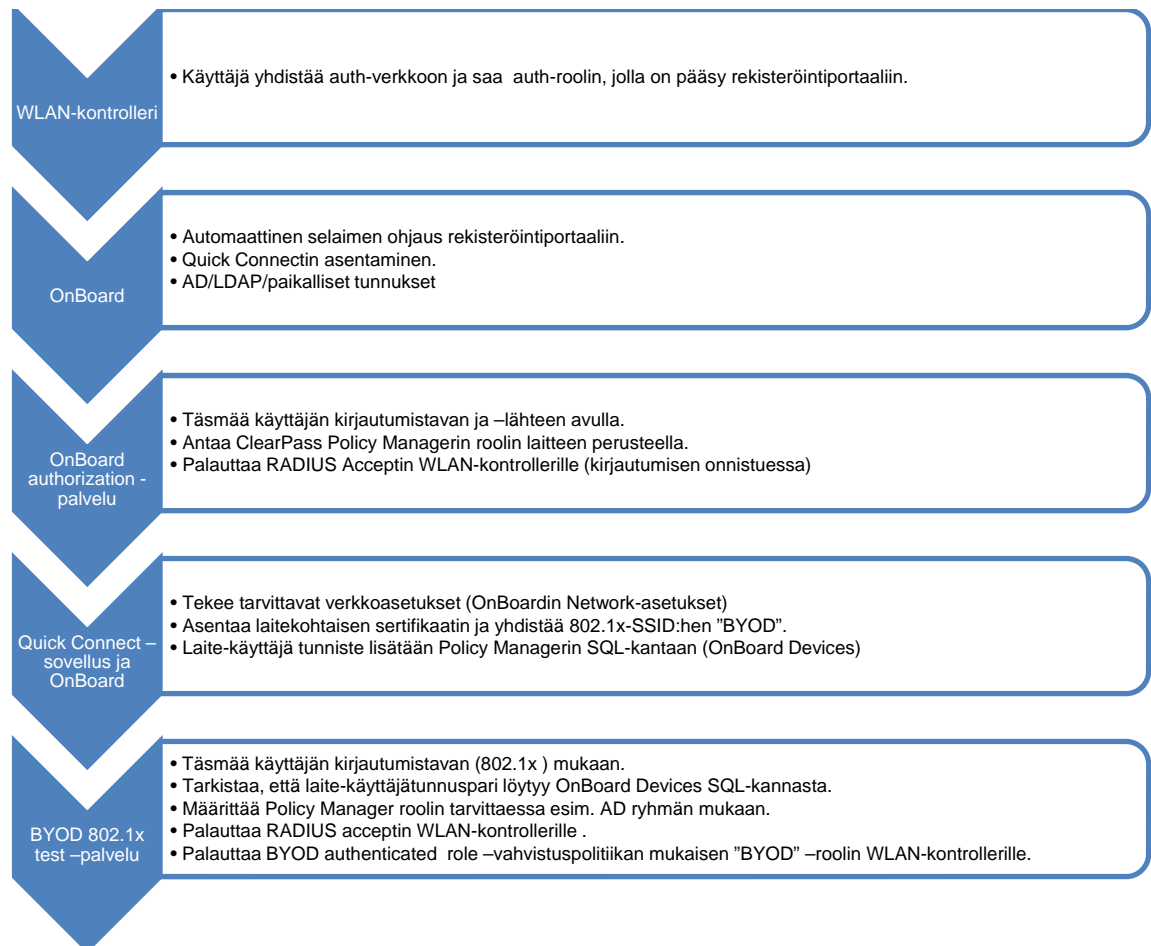 WLAN-kontrolleri
• Käyttäjä yhdistää auth-verkkoon ja saa auth-roolin, jolla on pääsy rekisteröintiportaaliin.
OnBoard
• Automaattinen selaimen ohjaus rekisteröintiportaaliin.
• Quick Connectin asentaminen.
• AD/LDAP/paikalliset tunnukset
OnBoard
authorization -
palvelu
• Täsmää käyttäjän kirjautumistavan ja –lähteen avulla.
• Antaa ClearPass Policy Managerin roolin laitteen perusteella.
• Palauttaa RADIUS Acceptin WLAN-kontrollerille (kirjautumisen onnistuessa)
Quick Connect –
sovellus ja
OnBoard
• Tekee tarvittavat verkkoasetukset (OnBoardin Network-asetukset)
• Asentaa laitekohtaisen sertifikaatin ja yhdistää 802.1x-SSID:hen ”BYOD”.
• Laite-käyttäjä tunniste lisätään Policy Managerin SQL-kantaan (OnBoard Devices)
BYOD 802.1x
test –palvelu
• Täsmää käyttäjän kirjautumistavan (802.1x ) mukaan.
• Tarkistaa, että laite-käyttäjätunnuspari löytyy OnBoard Devices SQL-kannasta.
• Määrittää Policy Manager roolin tarvittaessa esim. AD ryhmän mukaan.
• Palauttaa RADIUS acceptin WLAN-kontrollerille .
• Palauttaa BYOD authenticated role –vahvistuspolitiikan mukaisen ”BYOD” –roolin WLAN-kontrollerille.